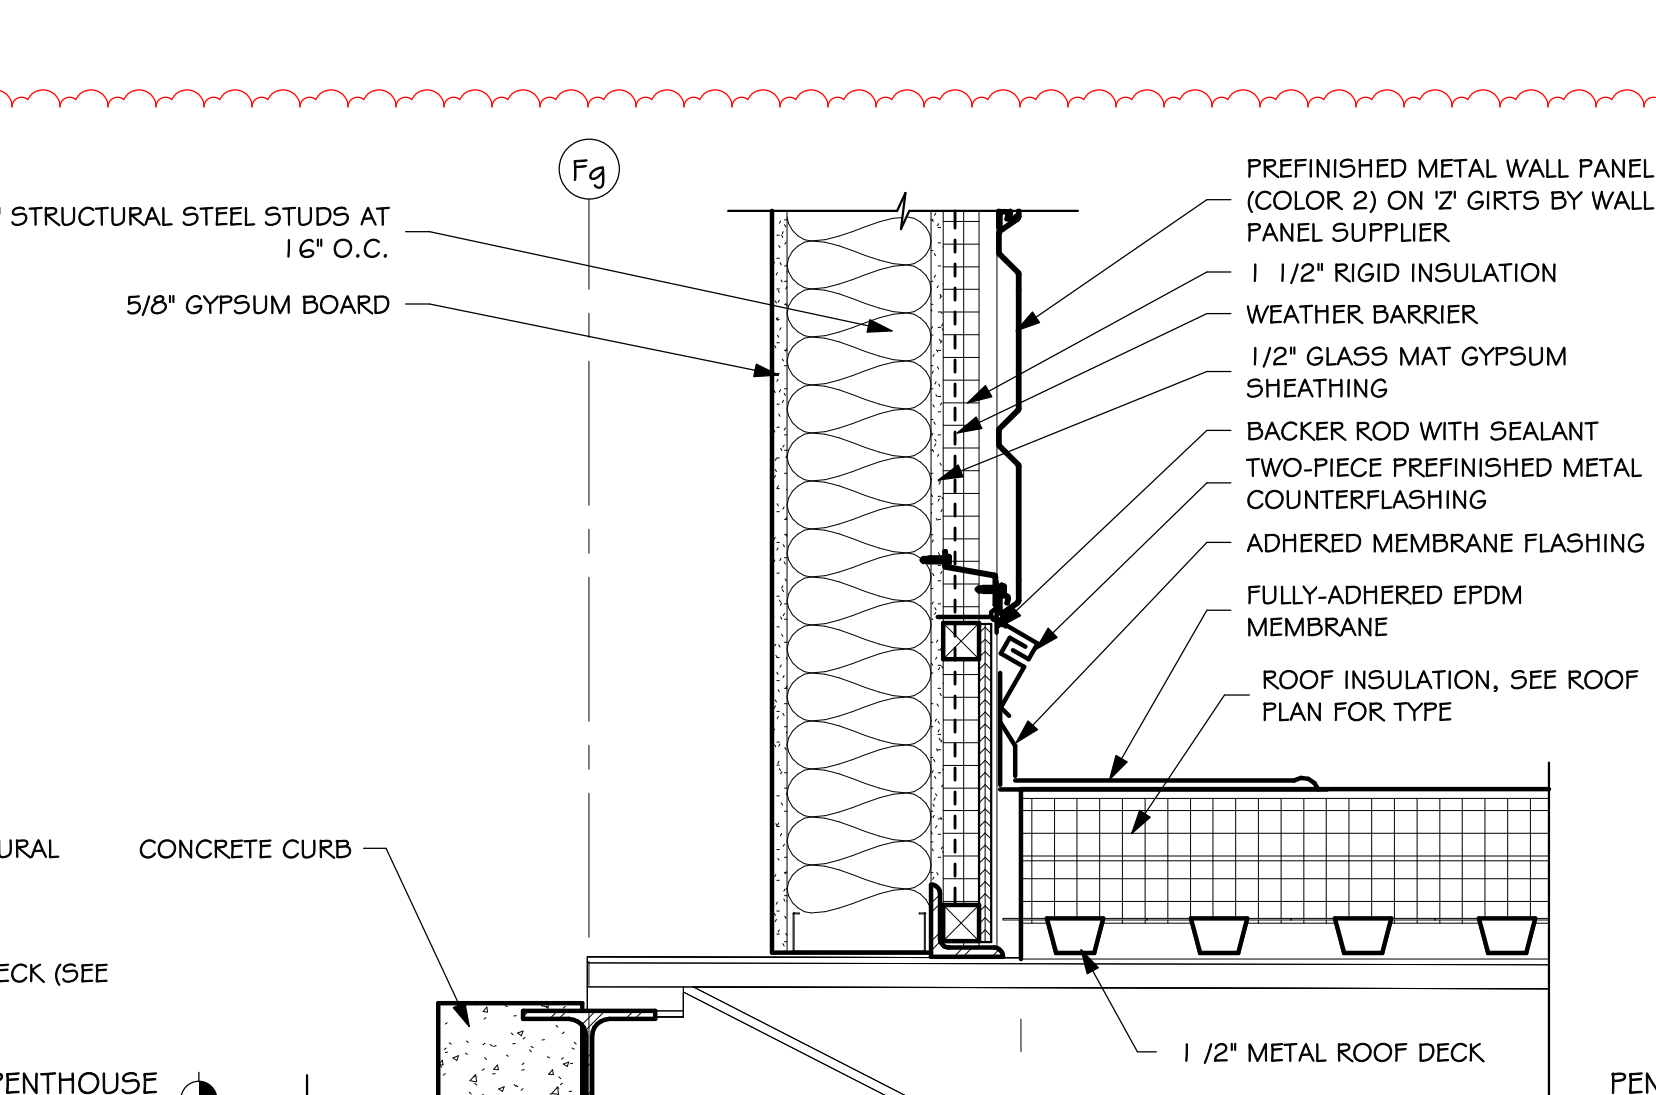 Fg
" STRUCTURAL STEEL STUDS AT
16" O.C.
5/8" GYPSUM BOARD
PREFINISHED METAL WALL PANEL
(COLOR 2) ON 'Z' GIRTS BY WALL
PANEL SUPPLIER
1 1/2" RIGID INSULATION
WEATHER BARRIER
1/2" GLASS MAT GYPSUM
SHEATHING
BACKER ROD WITH SEALANT
TWO-PIECE PREFINISHED METAL
COUNTERFLASHING
ADHERED MEMBRANE FLASHING
FULLY-ADHERED EPDM
MEMBRANE
ROOF INSULATION, SEE ROOF
PLAN FOR TYPE
URAL
CONCRETE CURB
ECK (SEE
1 /2" METAL ROOF DECK
PENTHOUSE
PEN